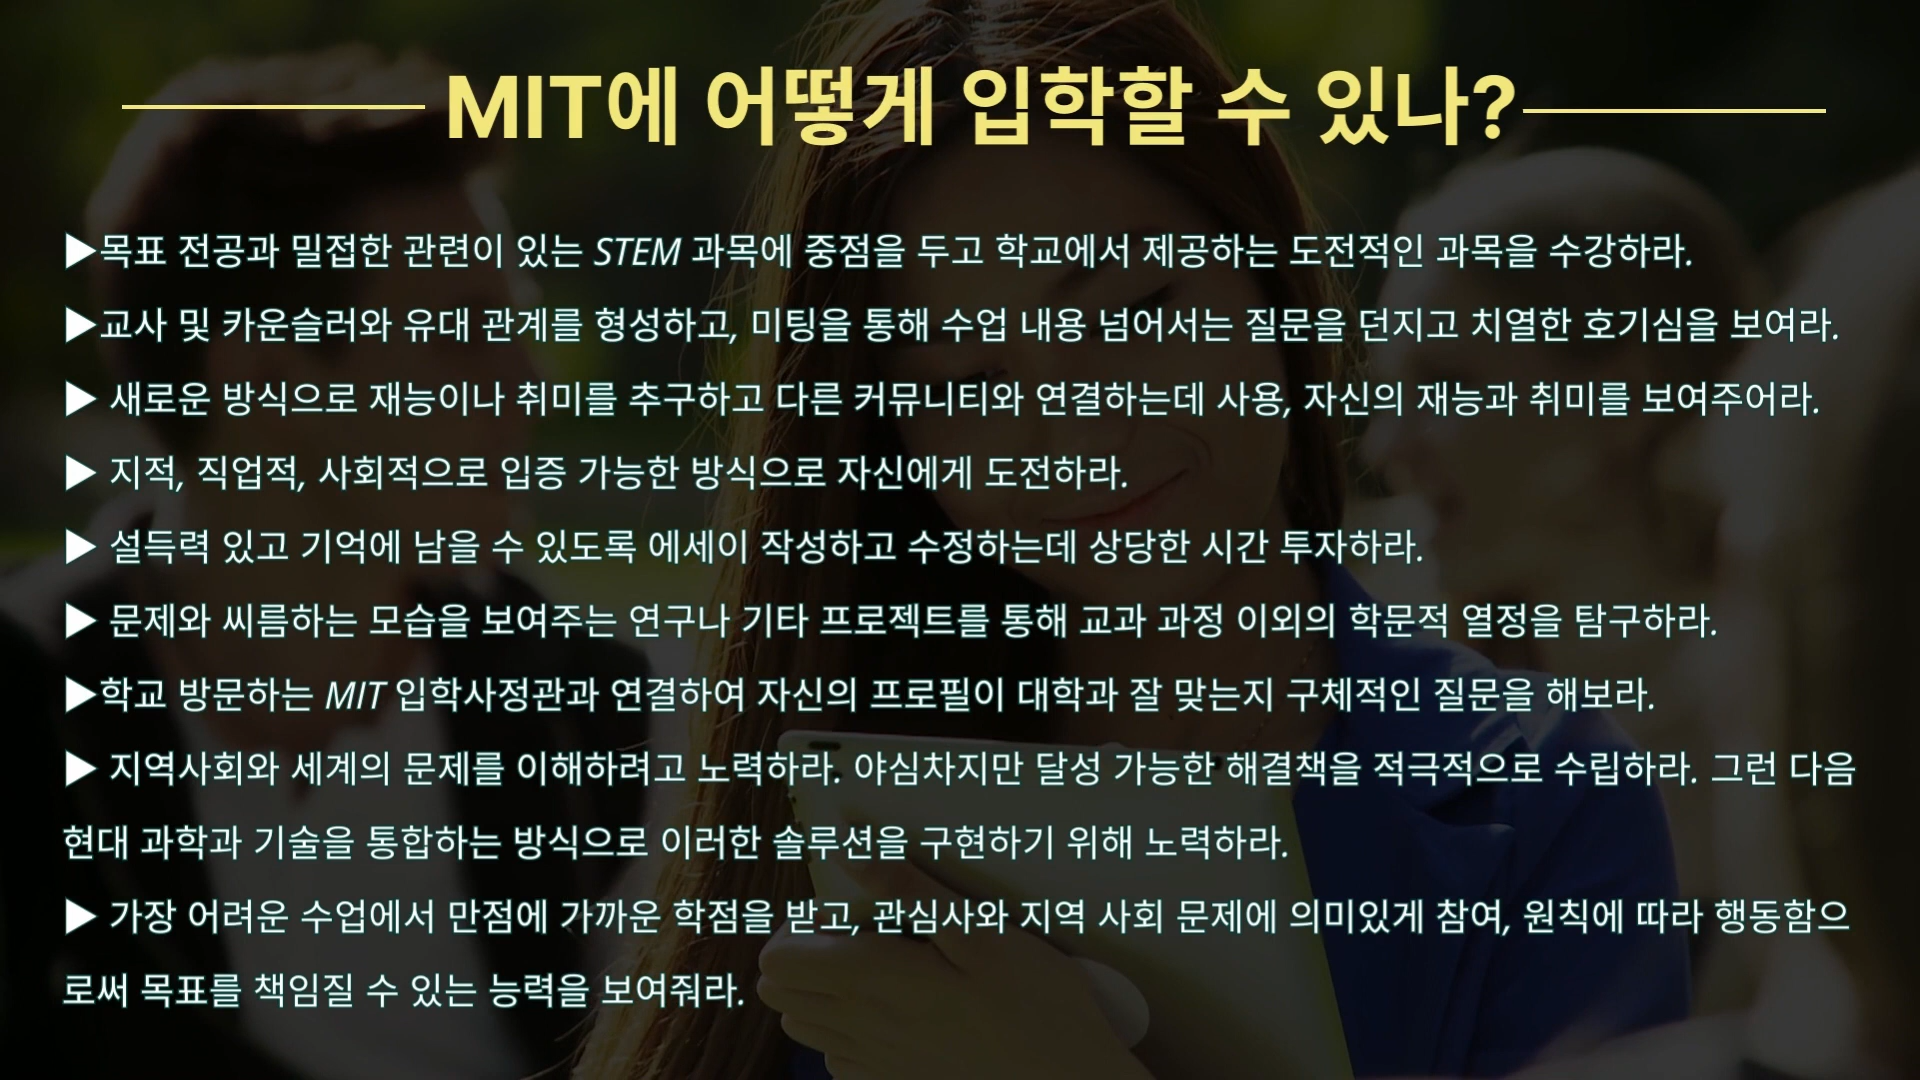 MIT에 어떻게 입학할 수 있나?
▶목표 전공과 밀접한 관련이 있는 STEM 과목에 중점을 두고 학교에서 제공하는 도전적인 과목을 수강하라.
▶교사 및 카운슬러와 유대 관계를 형성하고, 미팅을 통해 수업 내용 넘어서는 질문을 던지고 치열한 호기심을 보여라.
▶ 새로운 방식으로 재능이나 취미를 추구하고 다른 커뮤니티와 연결하는데 사용, 자신의 재능과 취미를 보여주어라.
▶ 지적, 직업적, 사회적으로 입증 가능한 방식으로 자신에게 도전하라.
▶ 설득력 있고 기억에 남을 수 있도록 에세이 작성하고 수정하는데 상당한 시간 투자하라.
▶ 문제와 씨름하는 모습을 보여주는 연구나 기타 프로젝트를 통해 교과 과정 이외의 학문적 열정을 탐구하라.
▶학교 방문하는 MIT 입학사정관과 연결하여 자신의 프로필이 대학과 잘 맞는지 구체적인 질문을 해보라.
▶ 지역사회와 세계의 문제를 이해하려고 노력하라. 야심차지만 달성 가능한 해결책을 적극적으로 수립하라. 그런 다음
현대 과학과 기술을 통합하는 방식으로 이러한 솔루션을 구현하기 위해 노력하라.
▶ 가장 어려운 수업에서 만점에 가까운 학점을 받고, 관심사와 지역 사회 문제에 의미있게 참여, 원칙에 따라 행동함으
로써 목표를 책임질 수 있는 능력을 보여줘라.